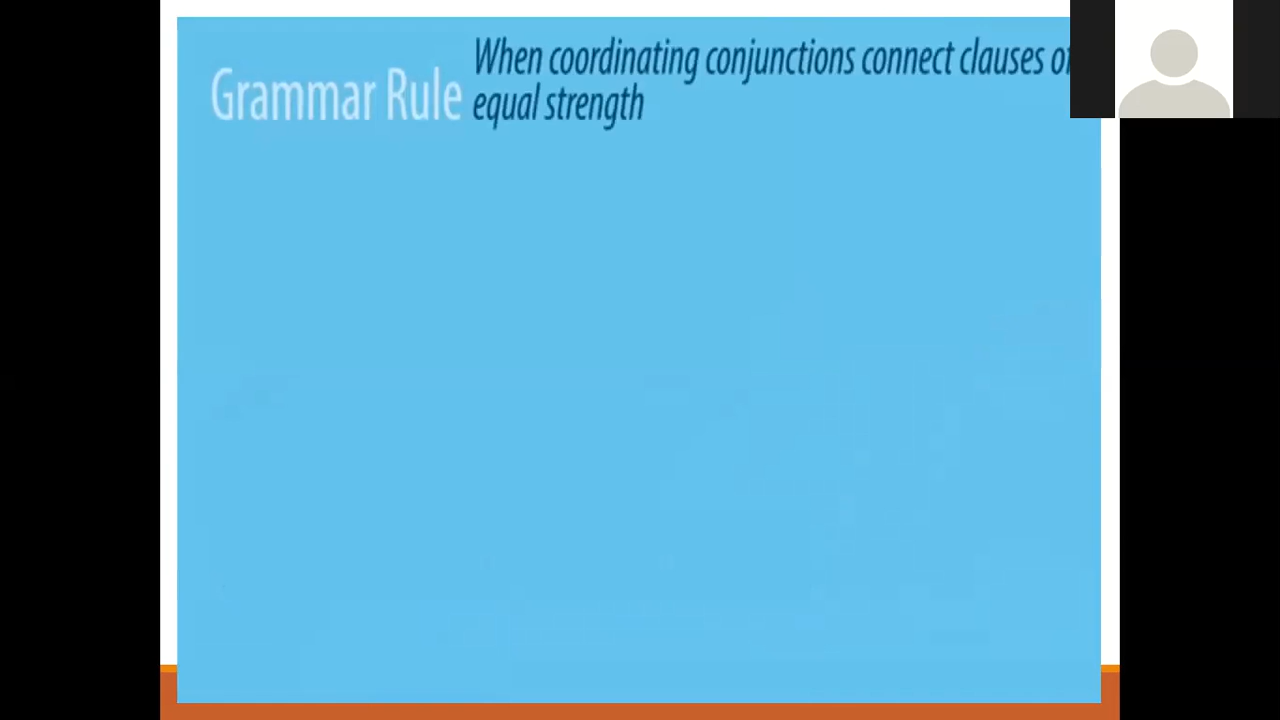 Grammar Rule
When coordinating conjunctions connect clauses of
equal strength